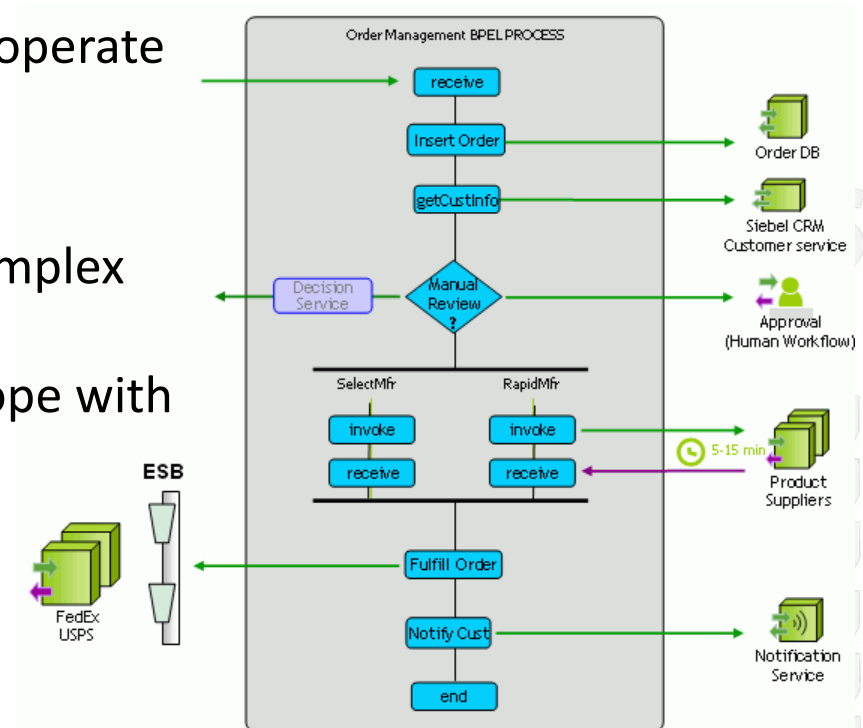 operate
mplex
ope with
Order Management BPEL PROCESS
receive
Insert Order
Order DB
getCustInfo
Siebel CRM
Customer service
Decision
Service
Manual
Review
?
Approval
(Human Workflow)
SelectMfr
RapidMfr
invoke
invoke
5-15 min
receive
receive
Product
Suppliers
ESB
FedEx
USPS
Fulfill Order
Notify Cust
Notification
Service
end